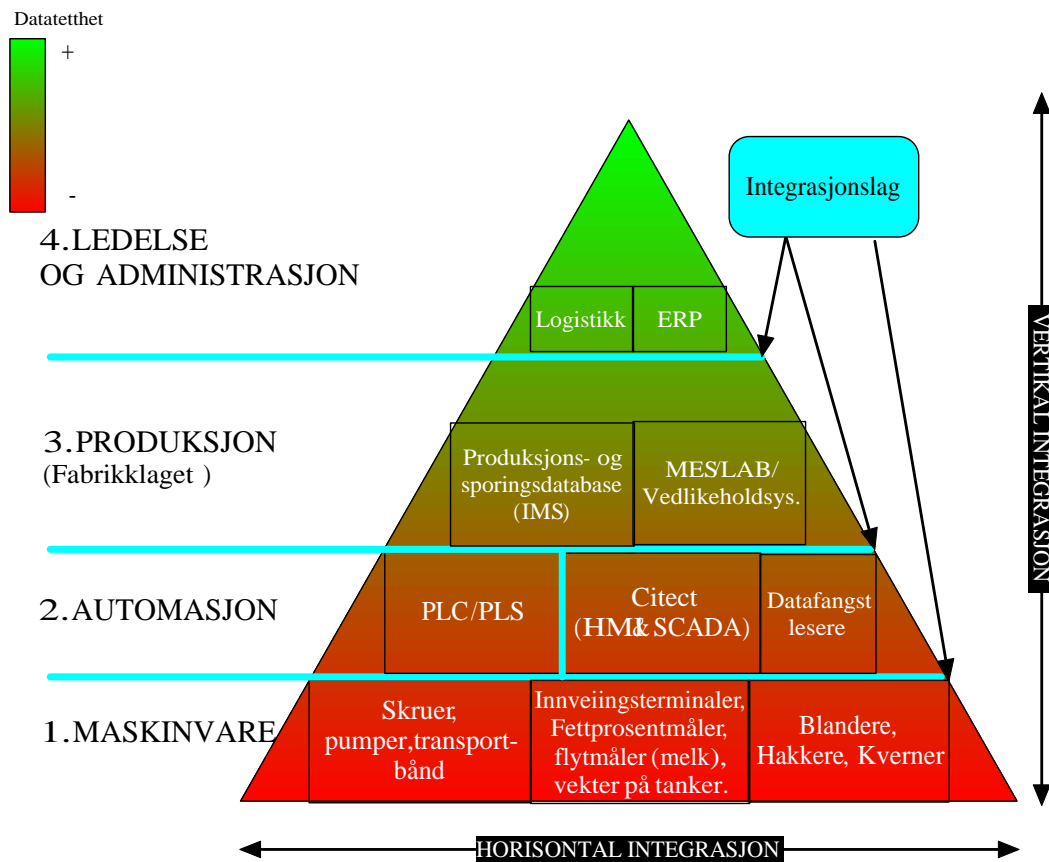 Datatetthet
+
-
Integrasjonslag
4.LEDELSE
OG ADMINISTRASJON
Logistikk
ERP
3.PRODUKSJON
(Fabrikklaget )
Produksjons- og
sporingsdatabase
(IMS)
MES/LAB/
Vedlikeholdsys.
2.AUTOMASJON
PLC/PLS
Citect
(HMI& SCADA)
Datafangst
lesere
1.MASKINVARE
Skruer,
pumper,transport-
bånd
Innveiingsterminaler,
Fettprosentmåler,
flytmåler (melk),
vekter på tanker.
Blandere,
Hakkere, Kverner
VERTIKAL INTEGRASJON
HORISONTAL INTEGRASJON